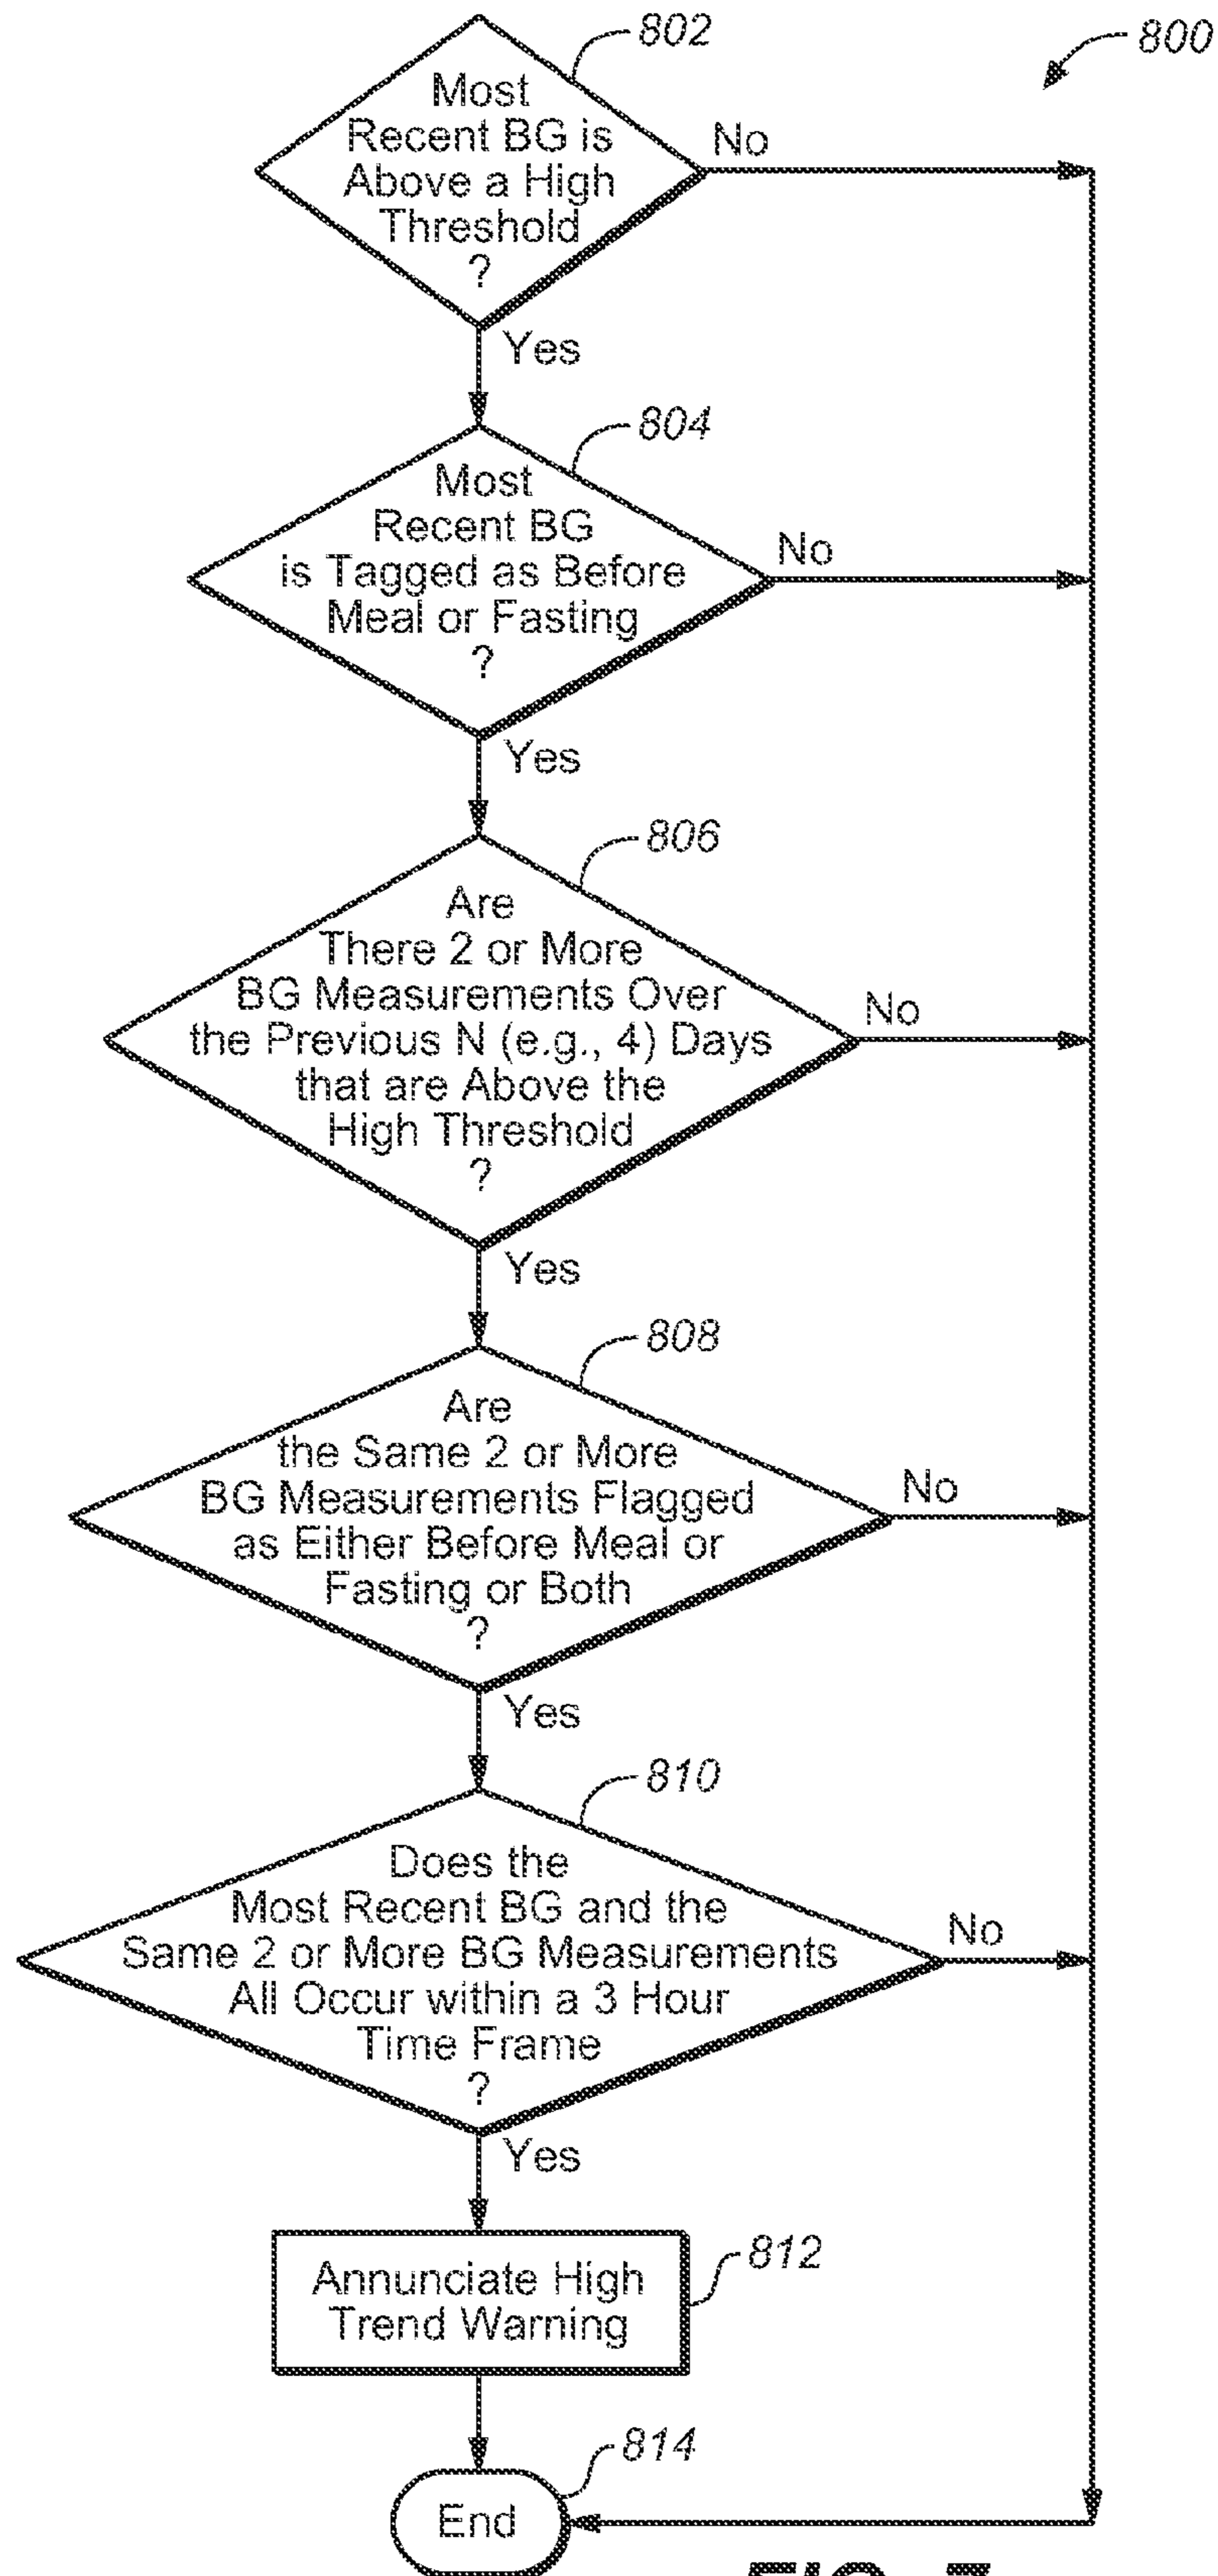 802
800
Most
Recent BG is
Above a High
Threshold
?
No
Yes
804
Most
Recent BG
is Tagged as Before
Meal or Fasting
?
No
Yes
806
Are
There 2 or More
BG Measurements Over
the Previous N (e.g., 4) Days
that are Above the
High Threshold
?
No
Yes
808
Are
the Same 2 or More
BG Measurements Flagged
as Either Before Meal or
Fasting or Both
?
No
Yes
810
Does the
Most Recent BG and the
Same 2 or More BG Measurements
All Occur within a 3 Hour
Time Frame
?
No
Yes
Annunciate High
Trend Warning
812
814
End